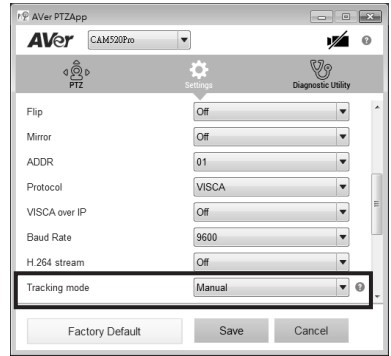 AVer PTZApp
AVer CAM520Pro
PTZ Settings Diagnostic Utility
Flip Off
Mirror Off
ADDR 01
Protocol VISCA
VISCA over IP Off
Baud Rate 9600
H.264 stream Off
Tracking mode Manual ?
Factory Default Save Cancel